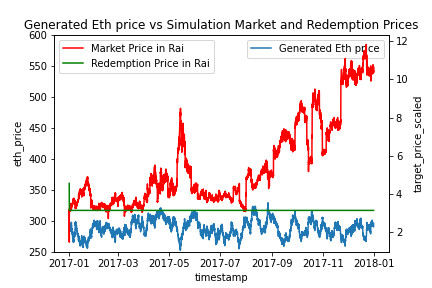 Generated Eth price vs Simulation Market and Redemption Prices
Market Price in Rai
Redemption Price in Rai
Generated Eth price
600
550
500
450
400
350
300
250
eth_price
12
10
8
6
4
2
target_price_scaled
2017-01 2017-03 2017-05 2017-07 2017-09 2017-11 2018-01
timestamp